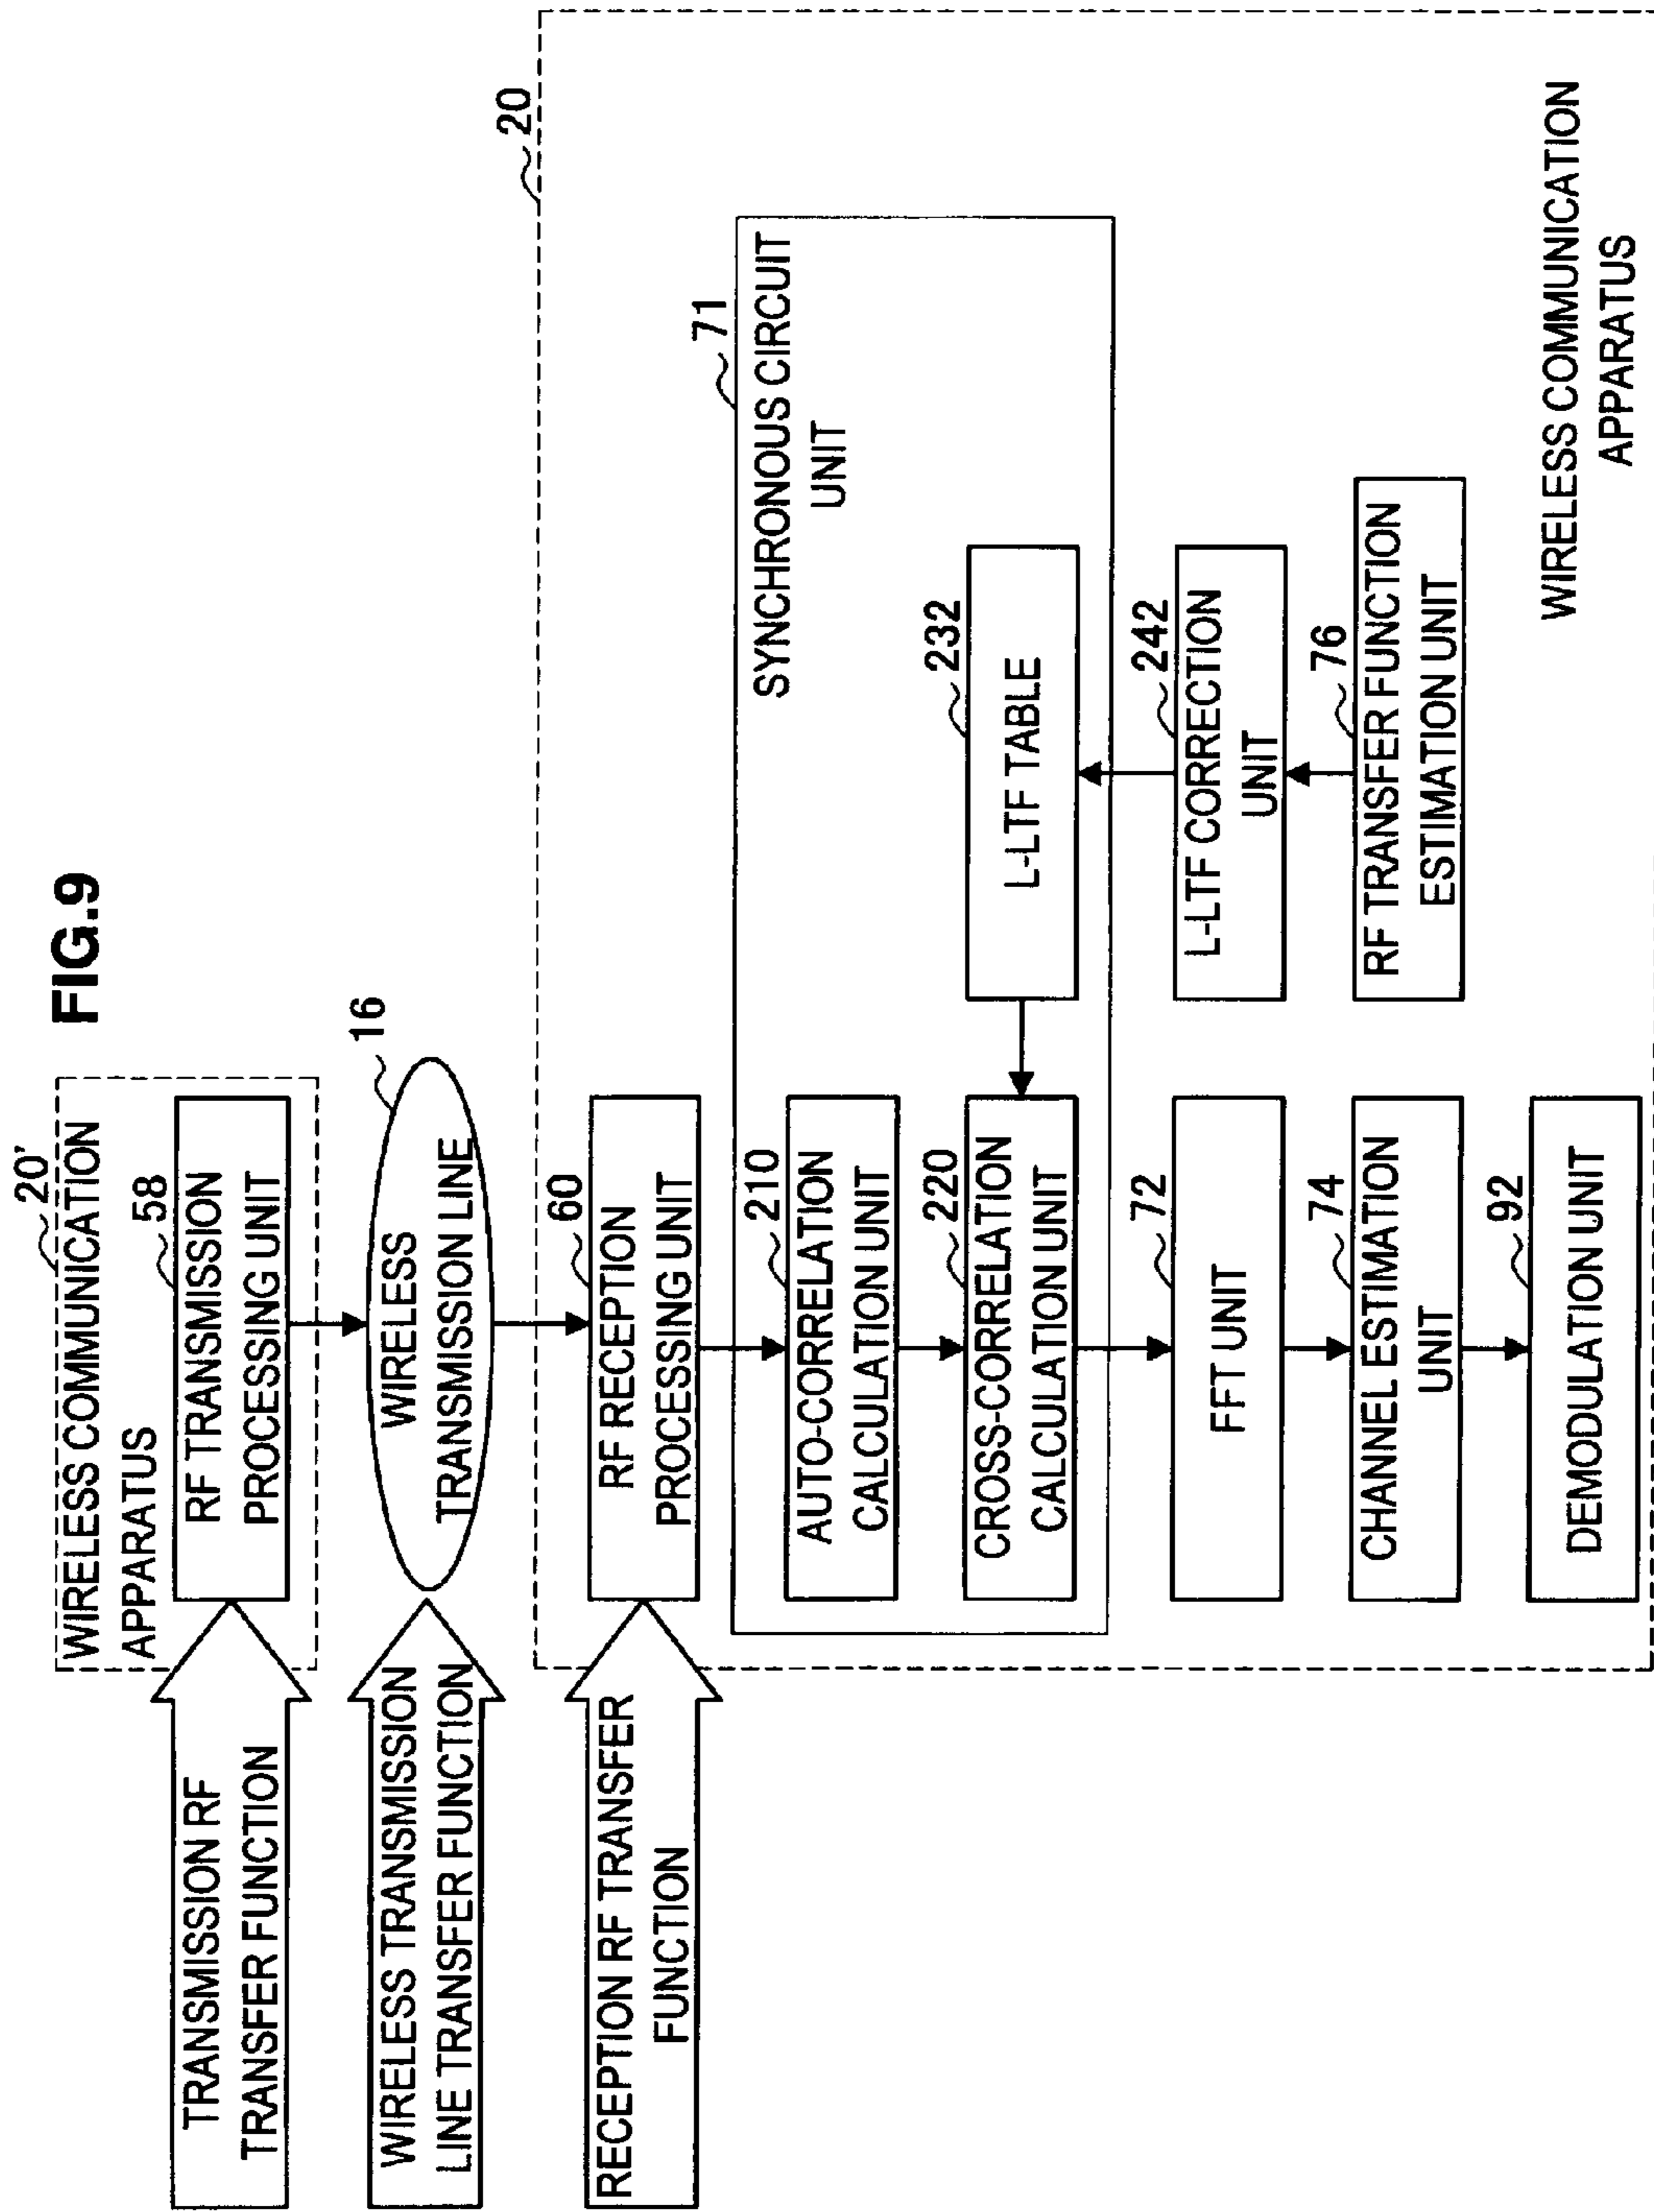 FIG.9
20'
WIRELESS COMMUNICATION
APPARATUS
58
TRANSMISSION RF
TRANSFER FUNCTION
RF TRANSMISSION
PROCESSING UNIT
16
WIRELESS TRANSMISSION
LINE TRANSFER FUNCTION
WIRELESS
TRANSMISSION LINE
20
60
RECEPTION RF TRANSFER
FUNCTION
RF RECEPTION
PROCESSING UNIT
71
SYNCHRONOUS CIRCUIT
UNIT
210
AUTO-CORRELATION
CALCULATION UNIT
220
CROSS-CORRELATION
CALCULATION UNIT
232
L-LTF TABLE
72
FFT UNIT
242
L-LTF CORRECTION
UNIT
74
CHANNEL ESTIMATION
UNIT
76
RF TRANSFER FUNCTION
ESTIMATION UNIT
92
DEMODULATION UNIT
WIRELESS COMMUNICATION
APPARATUS